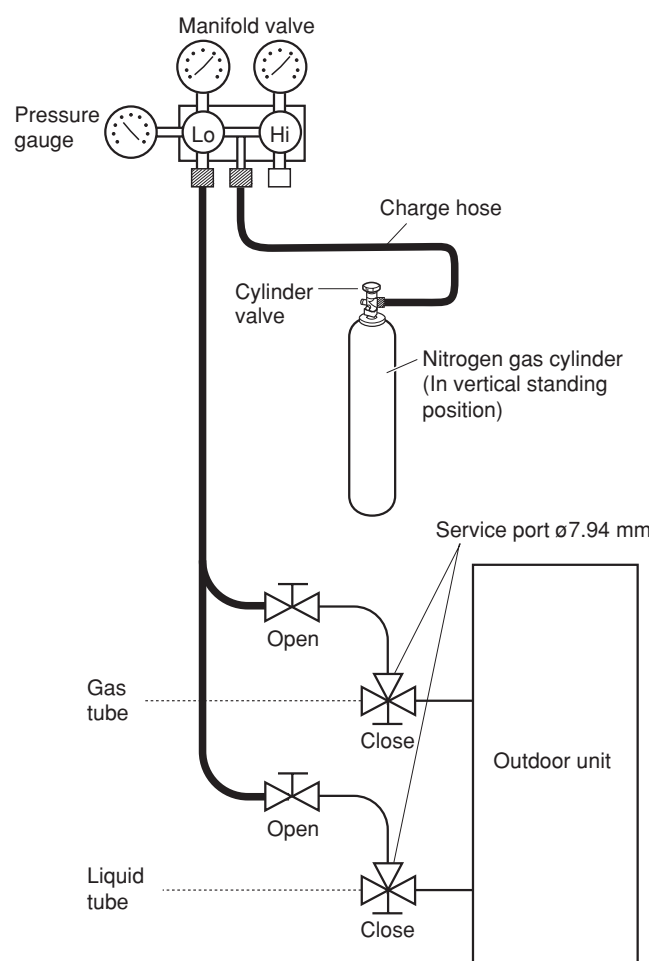 Manifold valve
Pressure
gauge
Lo
Hi
Charge hose
Cylinder
valve
Nitrogen gas cylinder
(In vertical standing
position)
Service port ø7.94 mm
Open
Gas
tube
Close
Outdoor unit
Open
Liquid
tube
Close